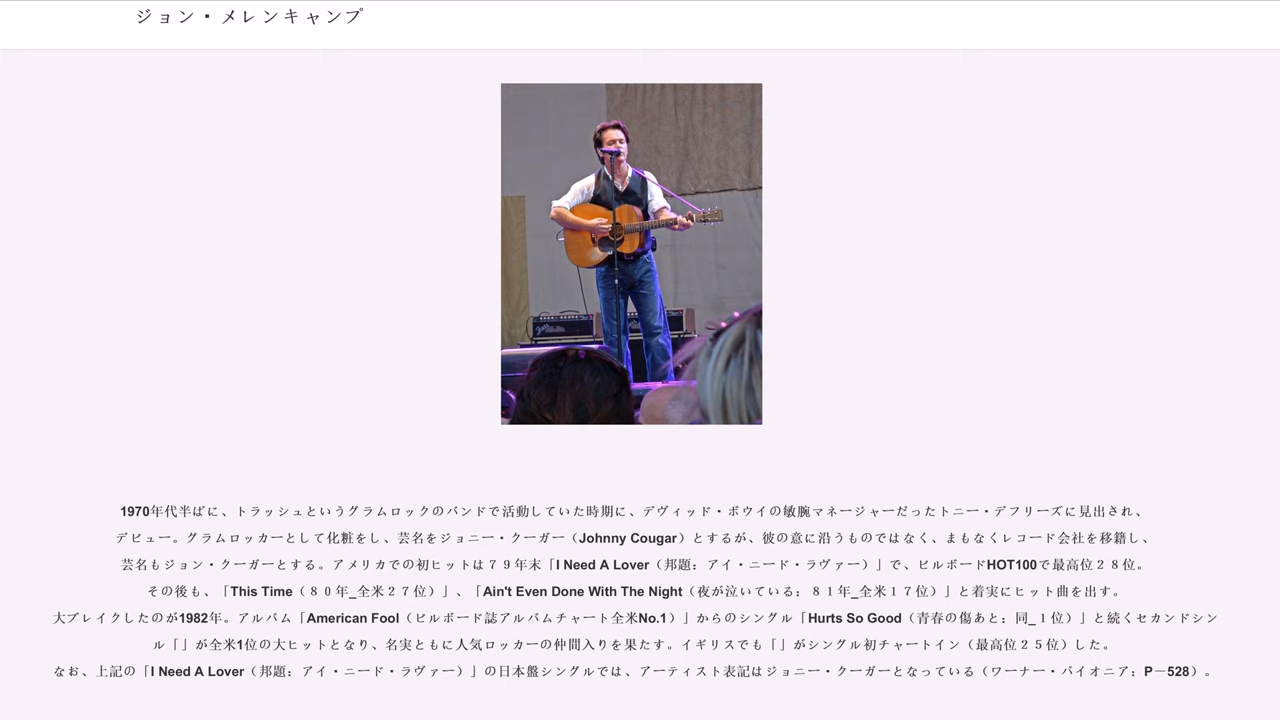 ジョン・メレンキャンプ
1970年代半ばに、トラッシュというグラムロックのバンドで活動していた時期に、デヴィッド・ボウイの敏腕マネージャーだったトニー・デフリーズに見出され、
デビュー。グラムロッカーとして化粧をし、芸名をジョニー・クーガー（Johnny Cougar）とするが、彼の意に沿うものではなく、まもなくレコード会社を移籍し、
芸名もジョン・クーガーとする。アメリカでの初ヒットは７９年末「I Need A Lover（邦題：アイ・ニード・ラヴァー）」で、ビルボードHOT100で最高位２８位。
その後も、「This Time（８０年_全米２７位）」、「Ain't Even Done With The Night（夜が泣いている：８１年_全米１７位）」と着実にヒット曲を出す。
大ブレイクしたのが1982年。アルバム「American Fool（ビルボード誌アルバムチャート全米No.1）」からのシングル「Hurts So Good（青春の傷あと：同_１位）」と続くセカンドシン
ル「」が全米1位の大ヒットとなり、名実ともに人気ロッカーの仲間入りを果たす。イギリスでも「」がシングル初チャートイン（最高位２５位）した。
なお、上記の「I Need A Lover（邦題：アイ・ニード・ラヴァー）」の日本盤シングルでは、アーティスト表記はジョニー・クーガーとなっている（ワーナー・パイオニア：P－528）。